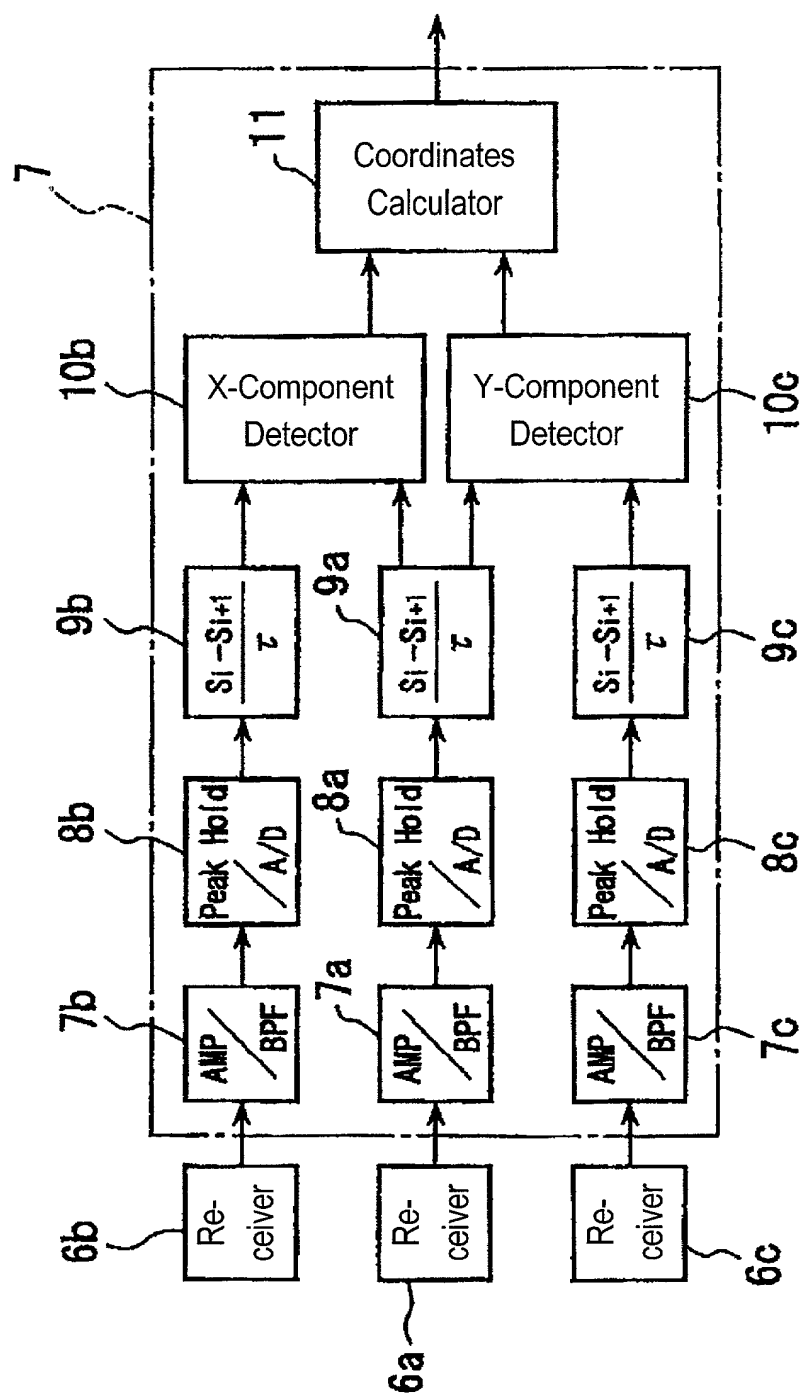 7
11
Coordinates
Calculator
10b
X-Component
Detector
Y-Component
Detector
10c
9b
Si-Si+1
τ
9a
Si-Si+1
τ
Si-Si+1
τ
9c
8b
Peak Hold
A/D
8a
Peak Hold
A/D
Peak Hold
A/D
8c
7b
AMP
BPF
7a
AMP
BPF
AMP
BPF
7c
6b
Re-
ceiver
Re-
ceiver
6a
Re-
ceiver
6c